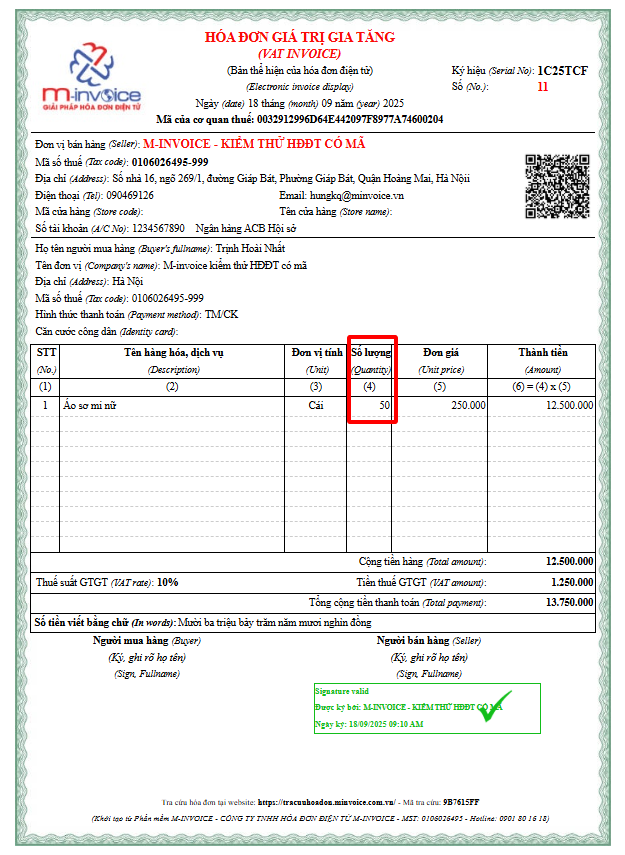 HÓA ĐƠN GIÁ TRỊ GIA TĂNG
(VAT INVOICE)
(Bản thể hiện của hóa đơn điện tử)
(Electronic invoice display)
Ngày (date) 18 tháng (month) 09 năm (year) 2025
Mã của cơ quan thuế: 0032912996D64E442097F8977A74600204
Ký hiệu (Serial No): 1C25TCF
Số (No.): 11
M-invoice
GIẢI PHÁP HÓA ĐƠN ĐIỆN TỬ
Đơn vị bán hàng (Seller): M-INVOICE - KIỂM THỬ HĐĐT CÓ MÃ
Mã số thuế (Tax code): 0106026495-999
Địa chỉ (Address): Số nhà 16, ngõ 269/1, đường Giáp Bát, Phường Giáp Bát, Quận Hoàng Mai, Hà Nội
Điện thoại (Tel): 090469126 Email: hungkq@minvoice.vn
Mã cửa hàng (Store code): Tên cửa hàng (Store name):
Số tài khoản (A/C No): 1234567890 Ngân hàng ACB Hội sở
Họ tên người mua hàng (Buyer's fullname): Trịnh Hoài Nhất
Tên đơn vị (Company's name): M-invoice kiểm thử HĐĐT có mã
Địa chỉ (Address): Hà Nội
Mã số thuế (Tax code): 0106026495-999
Hình thức thanh toán (Payment method): TM/CK
Căn cước công dân (Identity card):
STT Tên hàng hóa, dịch vụ Đơn vị tính Số lượng Đơn giá Thành tiền
(No.) (Description) (Unit) (Quantity) (Unit price) (Amount)
(1) (2) (3) (4) (5) (6) = (4) x (5)
1 Áo sơ mi nữ Cái 50 250.000 12.500.000
Cộng tiền hàng (Total amount): 12.500.000
Thuế suất GTGT (VAT rate): 10% Tiền thuế GTGT (VAT amount): 1.250.000
Tổng cộng tiền thanh toán (Total payment): 13.750.000
Số tiền viết bằng chữ (In words): Mười ba triệu bảy trăm năm mươi nghìn đồng
Người mua hàng (Buyer) Người bán hàng (Seller)
(Ký, ghi rõ họ tên) (Ký, ghi rõ họ tên)
(Sign, Fullname) (Sign, Fullname)
Signature valid
Được ký bởi: M-INVOICE - KIỂM THỬ HĐĐT CÓ MÃ
Ngày ký: 18/09/2025 09:10 AM
Tra cứu hóa đơn tại website: https://tracuuhoadon.minvoice.com.vn/ - Mã tra cứu: 9B7615FF
(Khởi tạo từ Phần mềm M-INVOICE - CÔNG TY TNHH HÓA ĐƠN ĐIỆN TỬ M-INVOICE - MST: 0106026495 - Hotline: 0901 80 16 18)